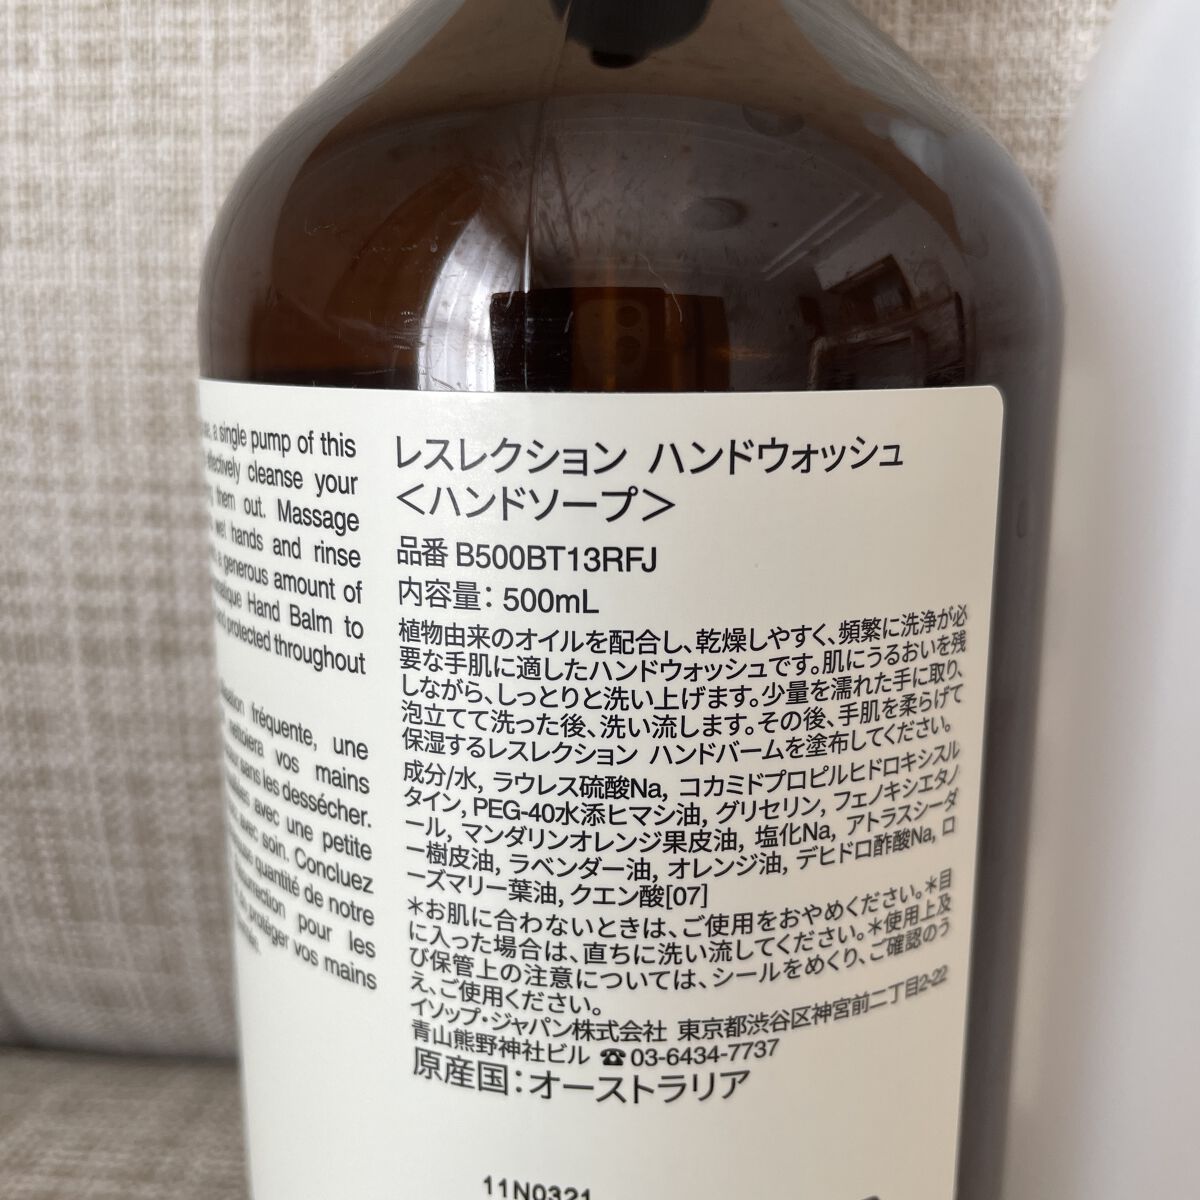 a single pump of this
effectively cleanse your
them out. Massage
wet hands and rinse
a generous amount of
Hand Balm to
and protected throughout
fréquente, une
nettoiera vos mains
sans les dessécher.
avec une petite
avec soin. Concluez
quantité de notre
pour les
protéger vos mains
レスレクション ハンドウォッシュ
<ハンドソープ>
品番 B500BT13RFJ
内容量: 500mL
植物由来のオイルを配合し、乾燥しやすく、頻繁に洗浄が必
要な手肌に適したハンドウォッシュです。肌にうるおいを残
しながら、しっとりと洗い上げます。少量を濡れた手に取り、
泡立てて洗った後、洗い流します。その後、手肌を柔らげて
保湿するレスレクション ハンドバームを塗布してください。
成分/水, ラウレス硫酸Na, コカミドプロピルヒドロキシスル
タイン, PEG-40水添ヒマシ油, グリセリン, フェノキシエタノ
ール, マンダリンオレンジ果皮油, 塩化Na, アトラスシーダ
ー樹皮油, ラベンダー油, オレンジ油, デヒドロ酢酸Na, ロ
ーズマリー葉油, クエン酸[07]
＊お肌に合わないときは、ご使用をおやめください。＊目
に入った場合は、直ちに洗い流してください。＊使用上及
び保管上の注意については、シールをめくり、ご確認のう
え、ご使用ください。
イソップ・ジャパン株式会社 東京都渋谷区神宮前二丁目2-22
青山熊野神社ビル ☎03-6434-7737
原産国:オーストラリア
11N0321